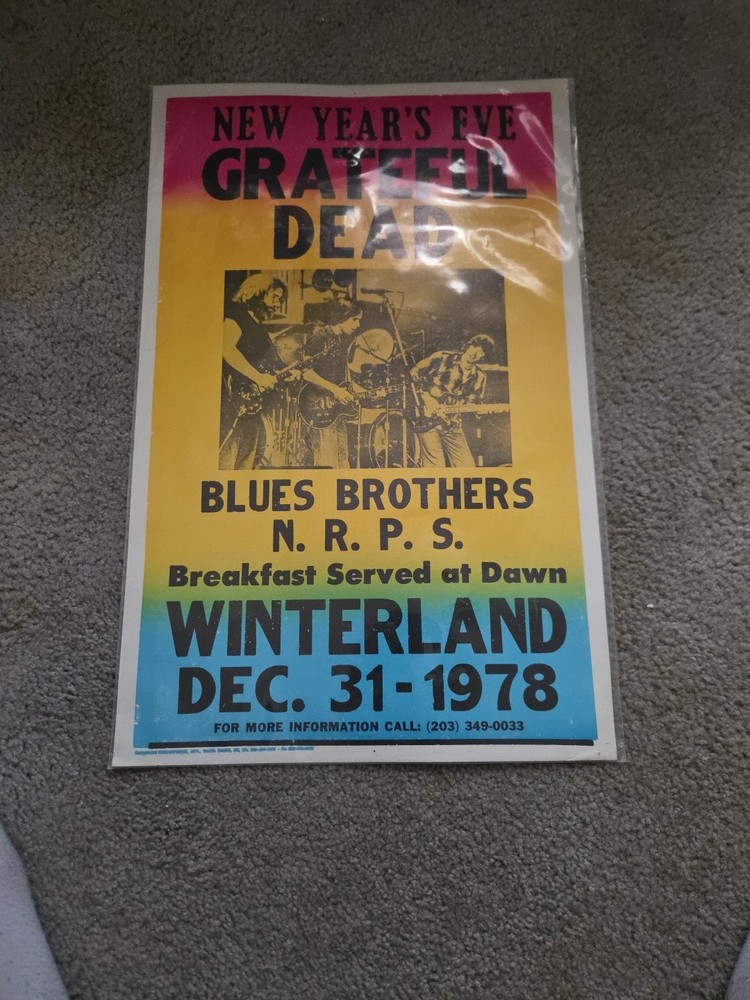 NEW YEAR'S EVE
GRATEFUL
DEAD
BLUES BROTHERS
N. R. P. S.
Breakfast Served at Dawn
WINTERLAND
DEC. 31-1978
FOR MORE INFORMATION CALL: (203) 349-0033